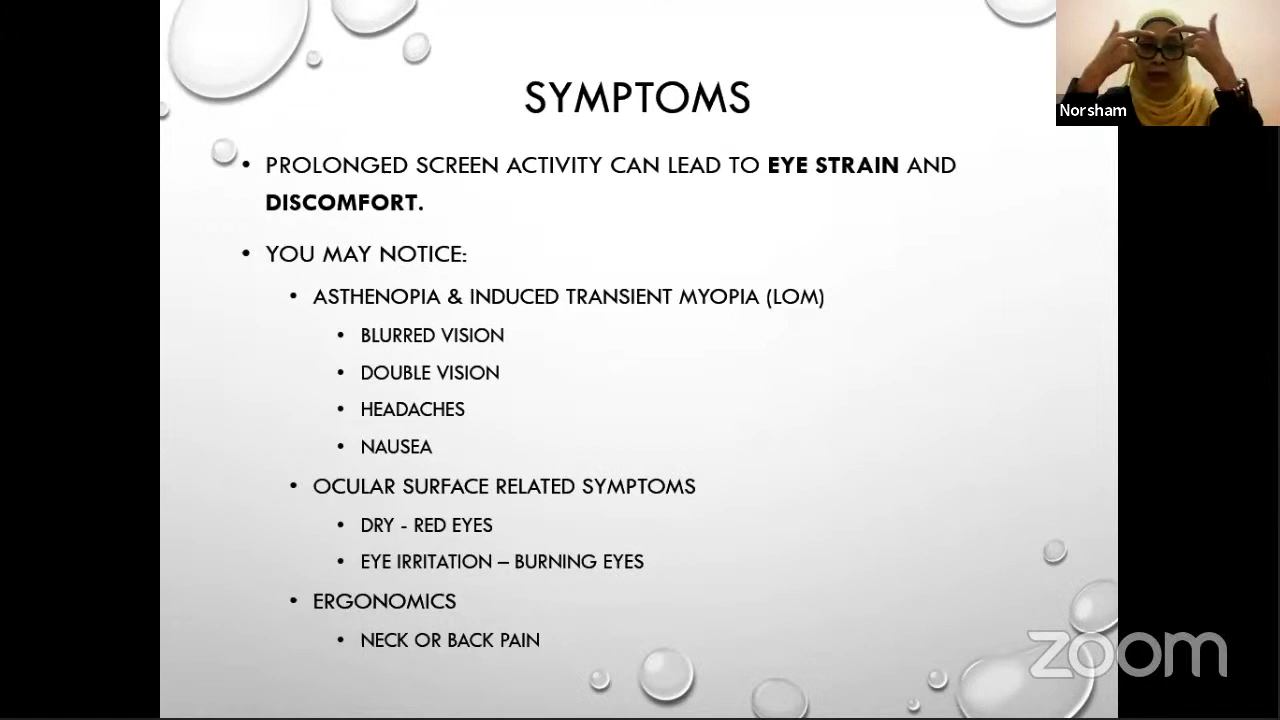 SYMPTOMS
Norsham
• PROLONGED SCREEN ACTIVITY CAN LEAD TO EYE STRAIN AND
DISCOMFORT.
• YOU MAY NOTICE:
• ASTHENOPIA & INDUCED TRANSIENT MYOPIA (LOM)
• BLURRED VISION
• DOUBLE VISION
• HEADACHES
• NAUSEA
• OCULAR SURFACE RELATED SYMPTOMS
• DRY - RED EYES
• EYE IRRITATION – BURNING EYES
• ERGONOMICS
• NECK OR BACK PAIN
zoom